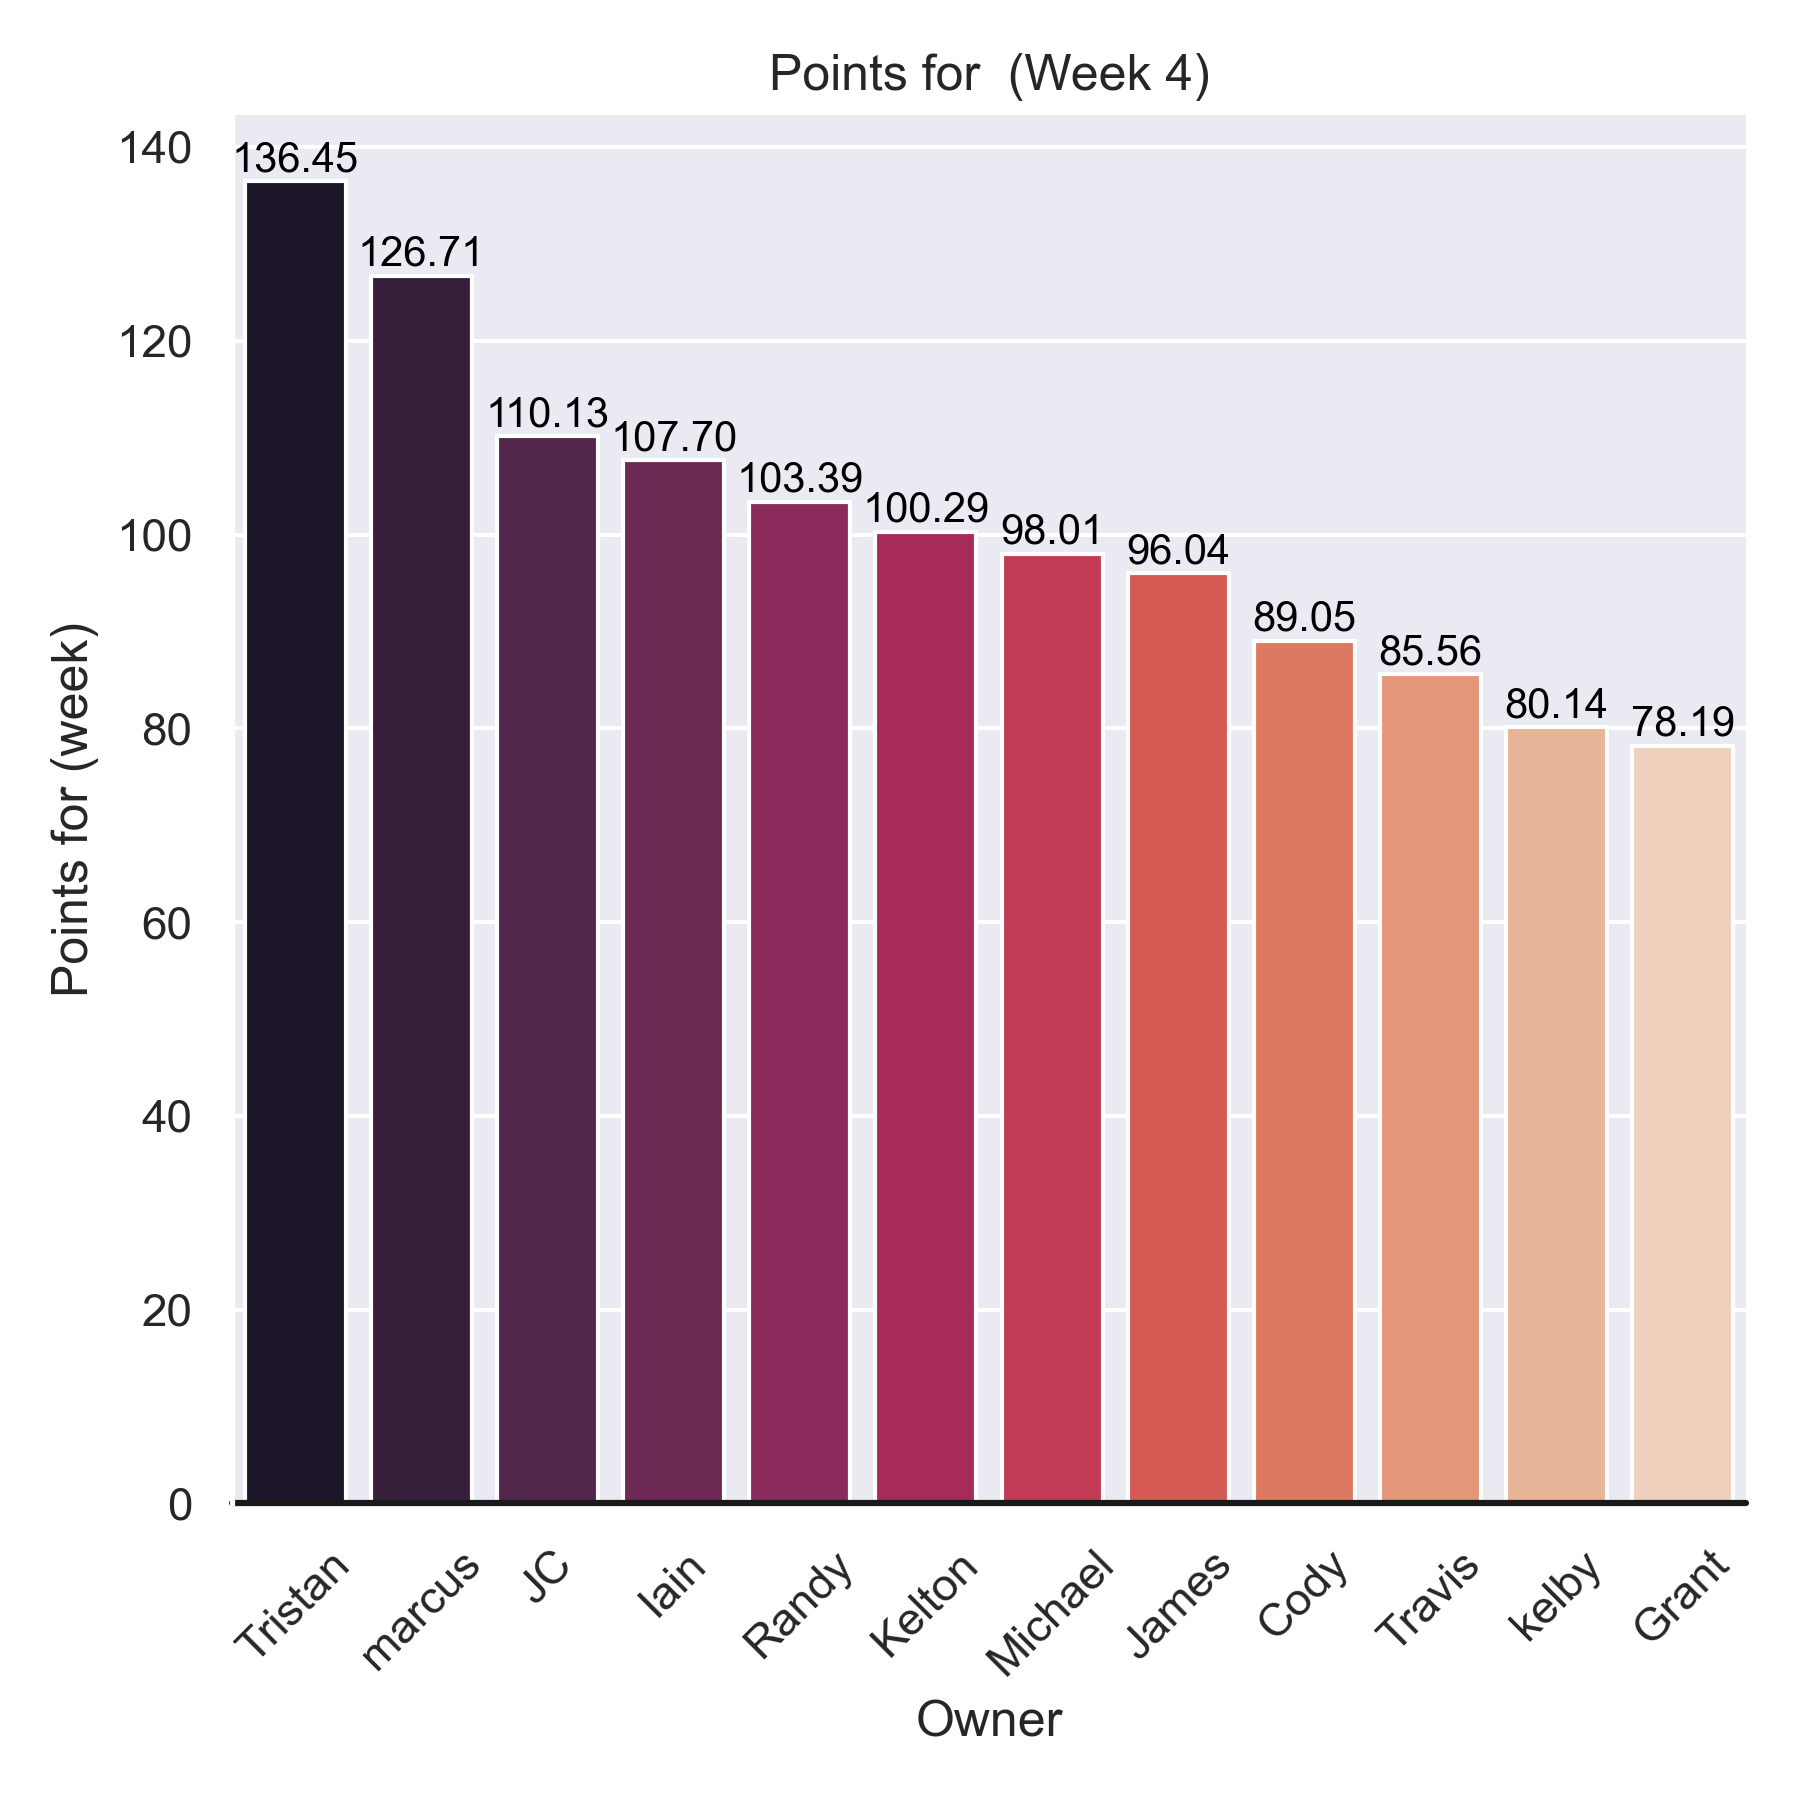 Points for  (Week 4)
140
120
100
80
60
40
20
0
Points for (week)
136.45
126.71
110.13
107.70
103.39
100.29
98.01
96.04
89.05
85.56
80.14
78.19
Tristan
marcus
JC
Iain
Randy
Kelton
Michael
James
Cody
Travis
kelby
Grant
Owner